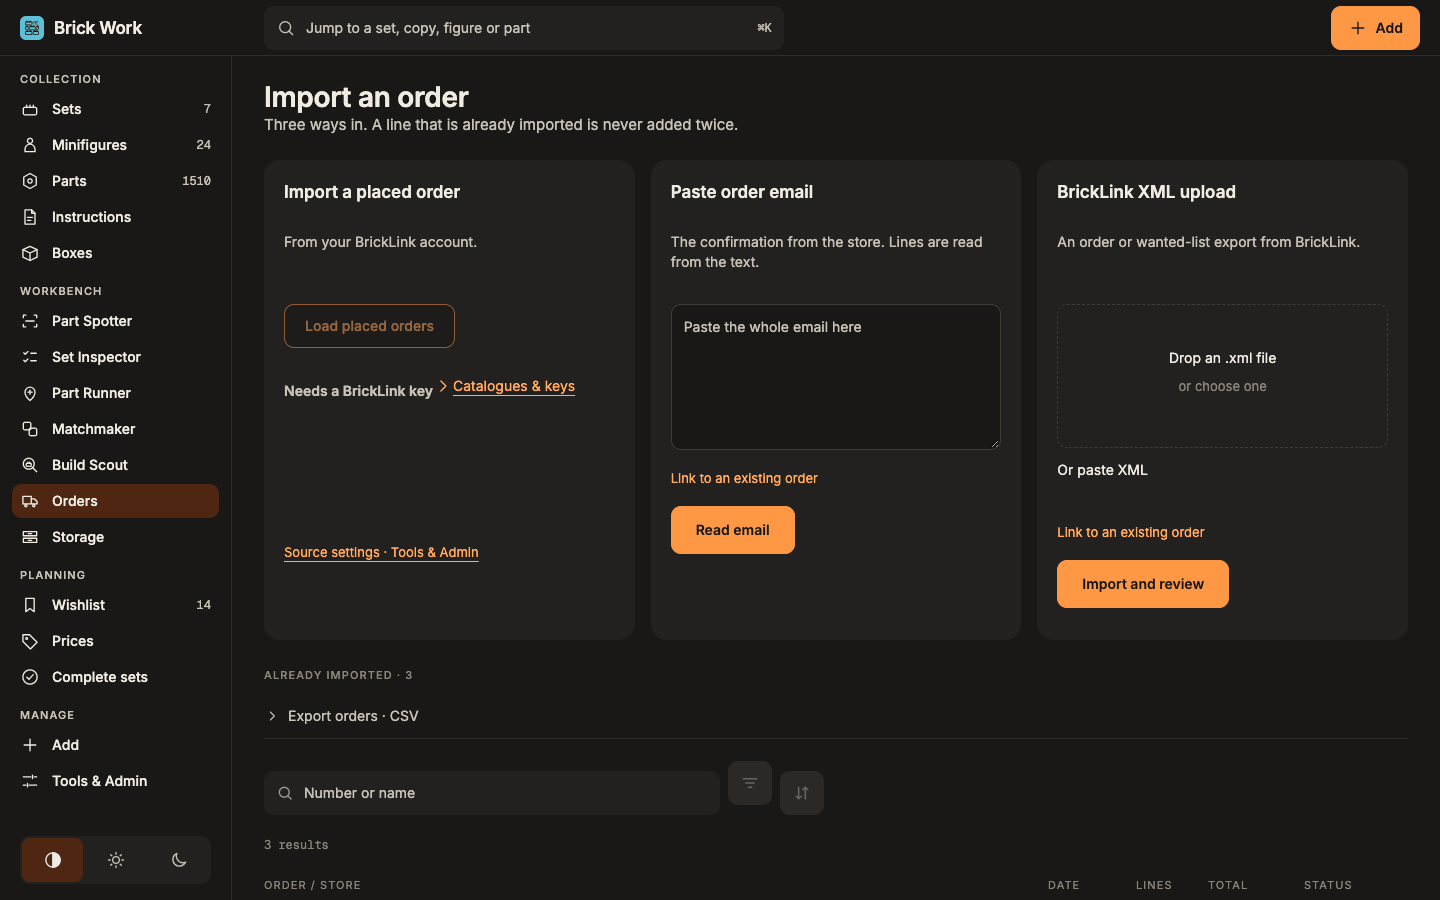 Brick Work
Jump to a set, copy, figure or part
⌘K
Add
COLLECTION
Sets 7
Minifigures 24
Parts 1510
Instructions
Boxes
WORKBENCH
Part Spotter
Set Inspector
Part Runner
Matchmaker
Build Scout
Orders
Storage
PLANNING
Wishlist 14
Prices
Complete sets
MANAGE
Add
Tools & Admin
Import an order
Three ways in. A line that is already imported is never added twice.
Import a placed order
From your BrickLink account.
Load placed orders
Needs a BrickLink key
Catalogues & keys
Source settings · Tools & Admin
Paste order email
The confirmation from the store. Lines are read
from the text.
Paste the whole email here
Link to an existing order
Read email
BrickLink XML upload
An order or wanted-list export from BrickLink.
Drop an .xml file
or choose one
Or paste XML
Link to an existing order
Import and review
ALREADY IMPORTED · 3
Export orders · CSV
Number or name
3 results
ORDER / STORE DATE LINES TOTAL STATUS